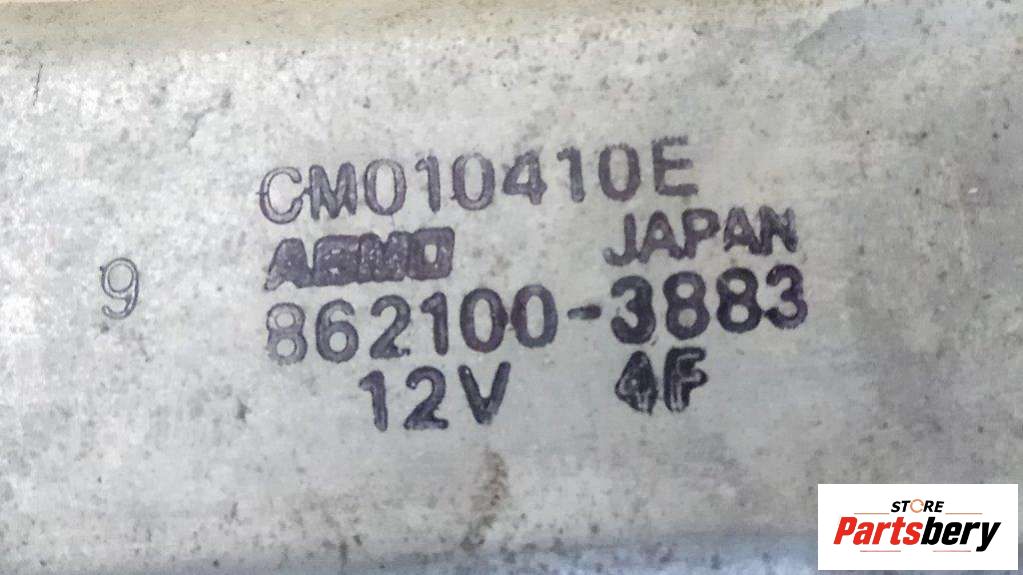 CM010410E
ASMO JAPAN
9
862100-3883
12V 4F
STORE
Partsbery